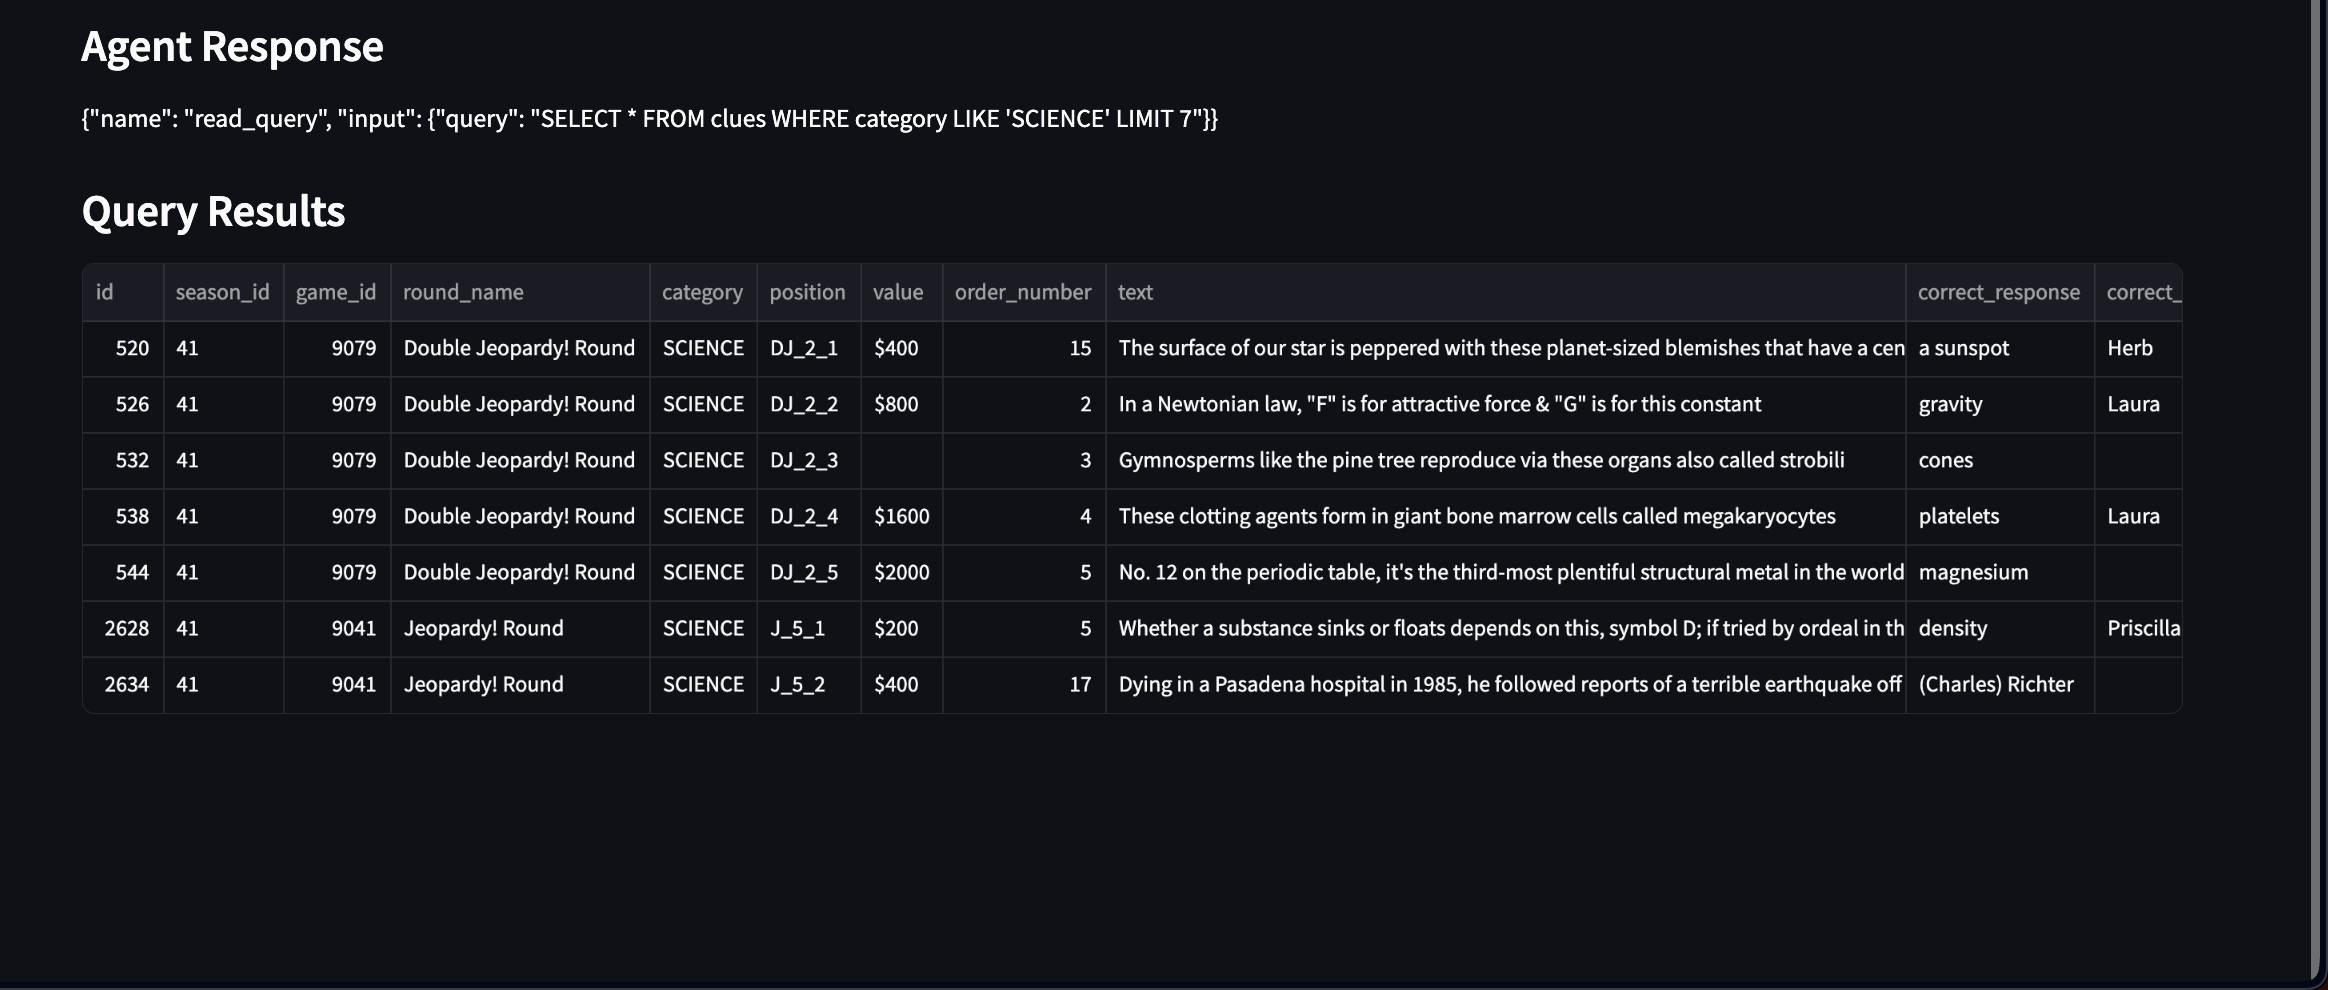 Agent Response
{"name": "read_query", "input": {"query": "SELECT * FROM clues WHERE category LIKE 'SCIENCE' LIMIT 7"}}
Query Results
id season_id game_id round_name category position value order_number text correct_response correct_
520 41 9079 Double Jeopardy! Round SCIENCE DJ_2_1 $400 15 The surface of our star is peppered with these planet-sized blemishes that have a cen a sunspot Herb
526 41 9079 Double Jeopardy! Round SCIENCE DJ_2_2 $800 2 In a Newtonian law, "F" is for attractive force & "G" is for this constant gravity Laura
532 41 9079 Double Jeopardy! Round SCIENCE DJ_2_3 3 Gymnosperms like the pine tree reproduce via these organs also called strobili cones
538 41 9079 Double Jeopardy! Round SCIENCE DJ_2_4 $1600 4 These clotting agents form in giant bone marrow cells called megakaryocytes platelets Laura
544 41 9079 Double Jeopardy! Round SCIENCE DJ_2_5 $2000 5 No. 12 on the periodic table, it's the third-most plentiful structural metal in the world magnesium
2628 41 9041 Jeopardy! Round SCIENCE J_5_1 $200 5 Whether a substance sinks or floats depends on this, symbol D; if tried by ordeal in th density Priscilla
2634 41 9041 Jeopardy! Round SCIENCE J_5_2 $400 17 Dying in a Pasadena hospital in 1985, he followed reports of a terrible earthquake off (Charles) Richter